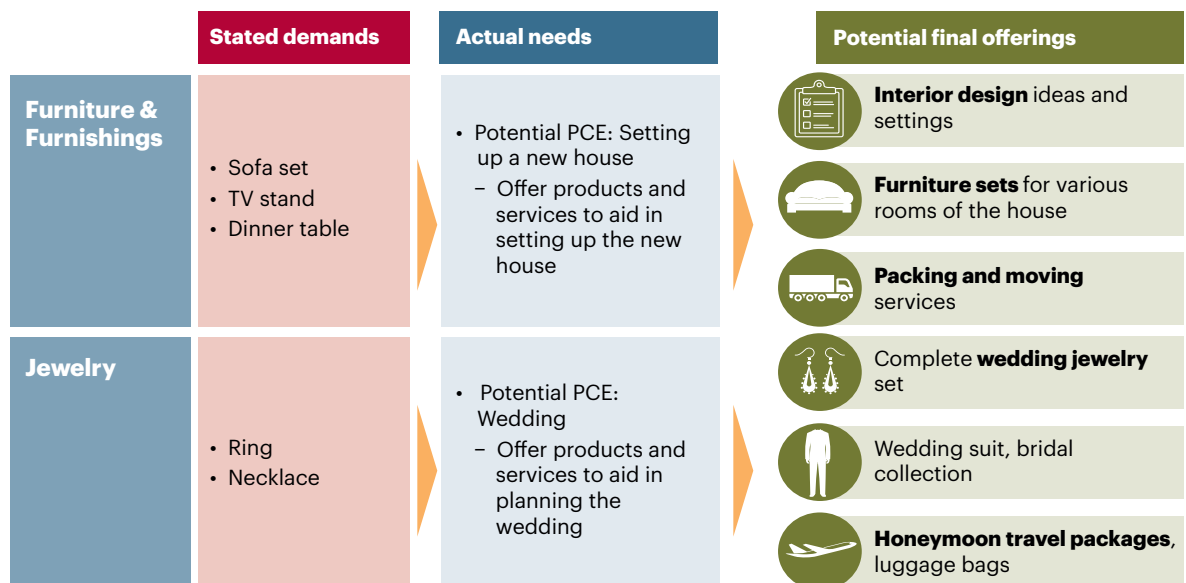 Stated demands
Actual needs
Potential final offerings
Furniture &
Furnishings
• Sofa set
• TV stand
• Dinner table
• Potential PCE: Setting
up a new house
– Offer products and
services to aid in
setting up the new
house
Interior design ideas and
settings
Furniture sets for various
rooms of the house
Packing and moving
services
Jewelry
• Ring
• Necklace
• Potential PCE:
Wedding
– Offer products and
services to aid in
planning the
wedding
Complete wedding jewelry
set
Wedding suit, bridal
collection
Honeymoon travel packages,
luggage bags